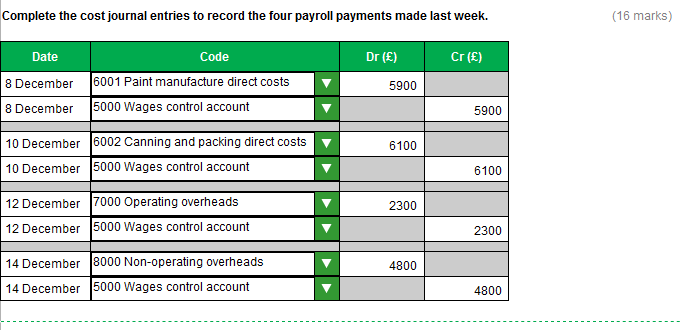 Complete the cost journal entries to record the four payroll payments made last week. (16 marks)
Date Code Dr (£) Cr (£)
8 December 6001 Paint manufacture direct costs 5900
8 December 5000 Wages control account 5900
10 December 6002 Canning and packing direct costs 6100
10 December 5000 Wages control account 6100
12 December 7000 Operating overheads 2300
12 December 5000 Wages control account 2300
14 December 8000 Non-operating overheads 4800
14 December 5000 Wages control account 4800